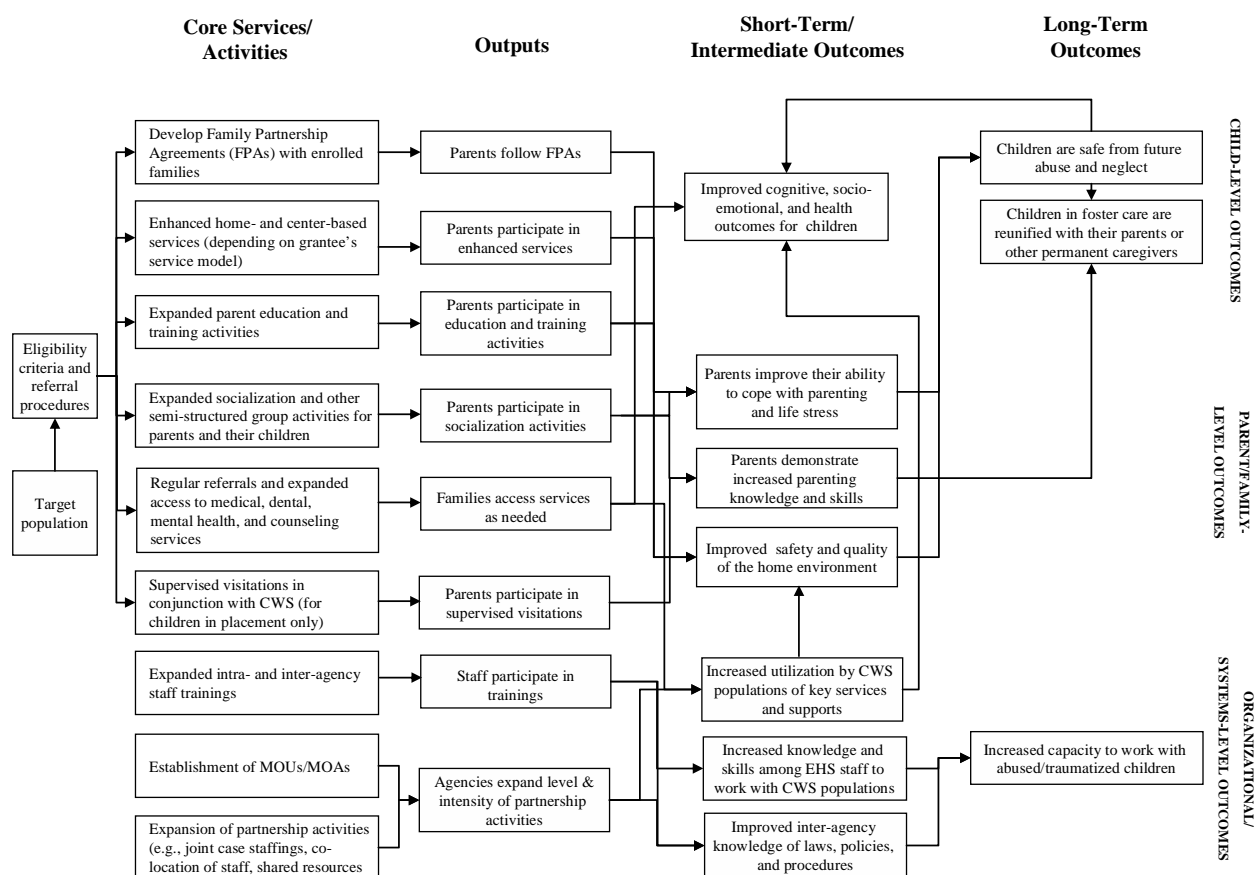 Core Services/
Activities
Outputs
Short-Term/
Intermediate Outcomes
Long-Term
Outcomes
Eligibility
criteria and
referral
procedures
Target
population
Develop Family Partnership
Agreements (FPAs) with enrolled
families
Enhanced home- and center-based
services (depending on grantee's
service model)
Expanded parent education and
training activities
Expanded socialization and other
semi-structured group activities for
parents and their children
Regular referrals and expanded
access to medical, dental,
mental health, and counseling
services
Supervised visitations in
conjunction with CWS (for
children in placement only)
Expanded intra- and inter-agency
staff trainings
Establishment of MOUs/MOAs
Expansion of partnership activities
(e.g., joint case staffings, co-
location of staff, shared resources
Parents follow FPAs
Parents participate in
enhanced services
Parents participate in
education and training
activities
Parents participate in
socialization activities
Families access services
as needed
Parents participate in
supervised visitations
Staff participate in
trainings
Agencies expand level &
intensity of partnership
activities
Improved cognitive, socio-
emotional, and health
outcomes for children
Parents improve their ability
to cope with parenting
and life stress
Parents demonstrate
increased parenting
knowledge and skills
Improved safety and quality
of the home environment
Increased utilization by CWS
populations of key services
and supports
Increased knowledge and
skills among EHS staff to
work with CWS populations
Improved inter-agency
knowledge of laws, policies,
and procedures
Children are safe from future
abuse and neglect
Children in foster care are
reunified with their parents or
other permanent caregivers
Increased capacity to work with
abused/traumatized children
CHILD-LEVEL OUTCOMES
PARENT/FAMILY-
LEVEL OUTCOMES
ORGANIZATIONAL/
SYSTEMS-LEVEL OUTCOMES